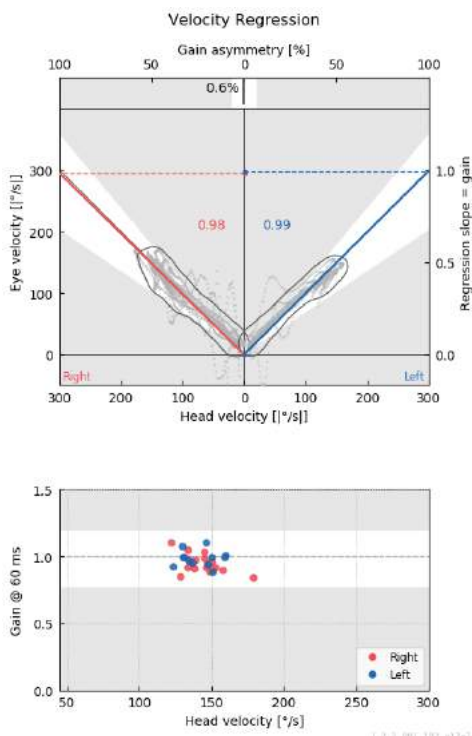 Velocity Regression
Gain asymmetry [%]
100 50 0 50 100
0.6%
Eye velocity [|°/s|]
300
200
100
0
0.98 0.99
Regression slope = gain
1.0
0.5
0.0
Right Left
300 200 100 0 100 200 300
Head velocity [|°/s|]
Gain @ 60 ms
1.5
1.0
0.5
0.0
Right
Left
50 100 150 200 250 300
Head velocity [°/s]